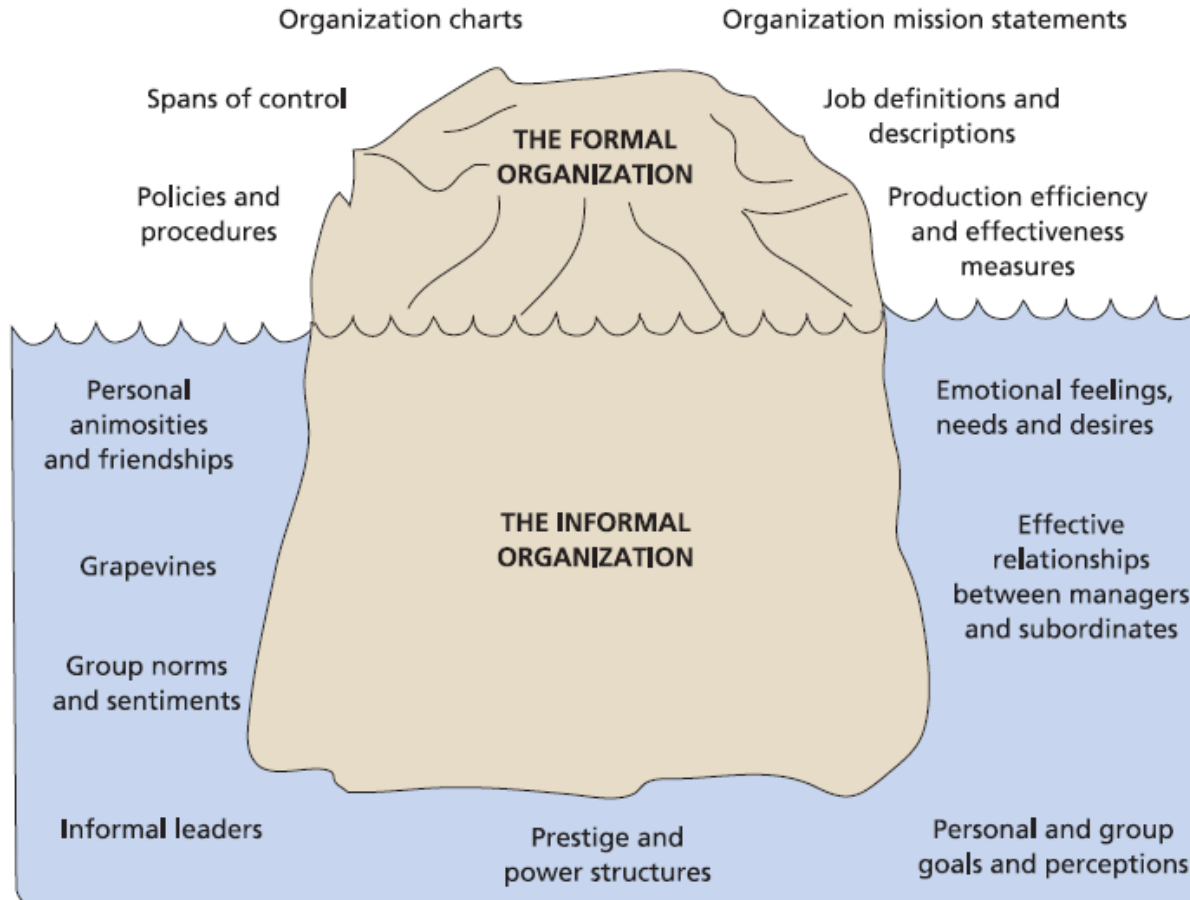 Organization charts
Organization mission statements
Spans of control
Job definitions and
descriptions
THE FORMAL
ORGANIZATION
Policies and
procedures
Production efficiency
and effectiveness
measures
Personal
animosities
and friendships
Emotional feelings,
needs and desires
THE INFORMAL
ORGANIZATION
Grapevines
Effective
relationships
between managers
and subordinates
Group norms
and sentiments
Informal leaders
Prestige and
power structures
Personal and group
goals and perceptions